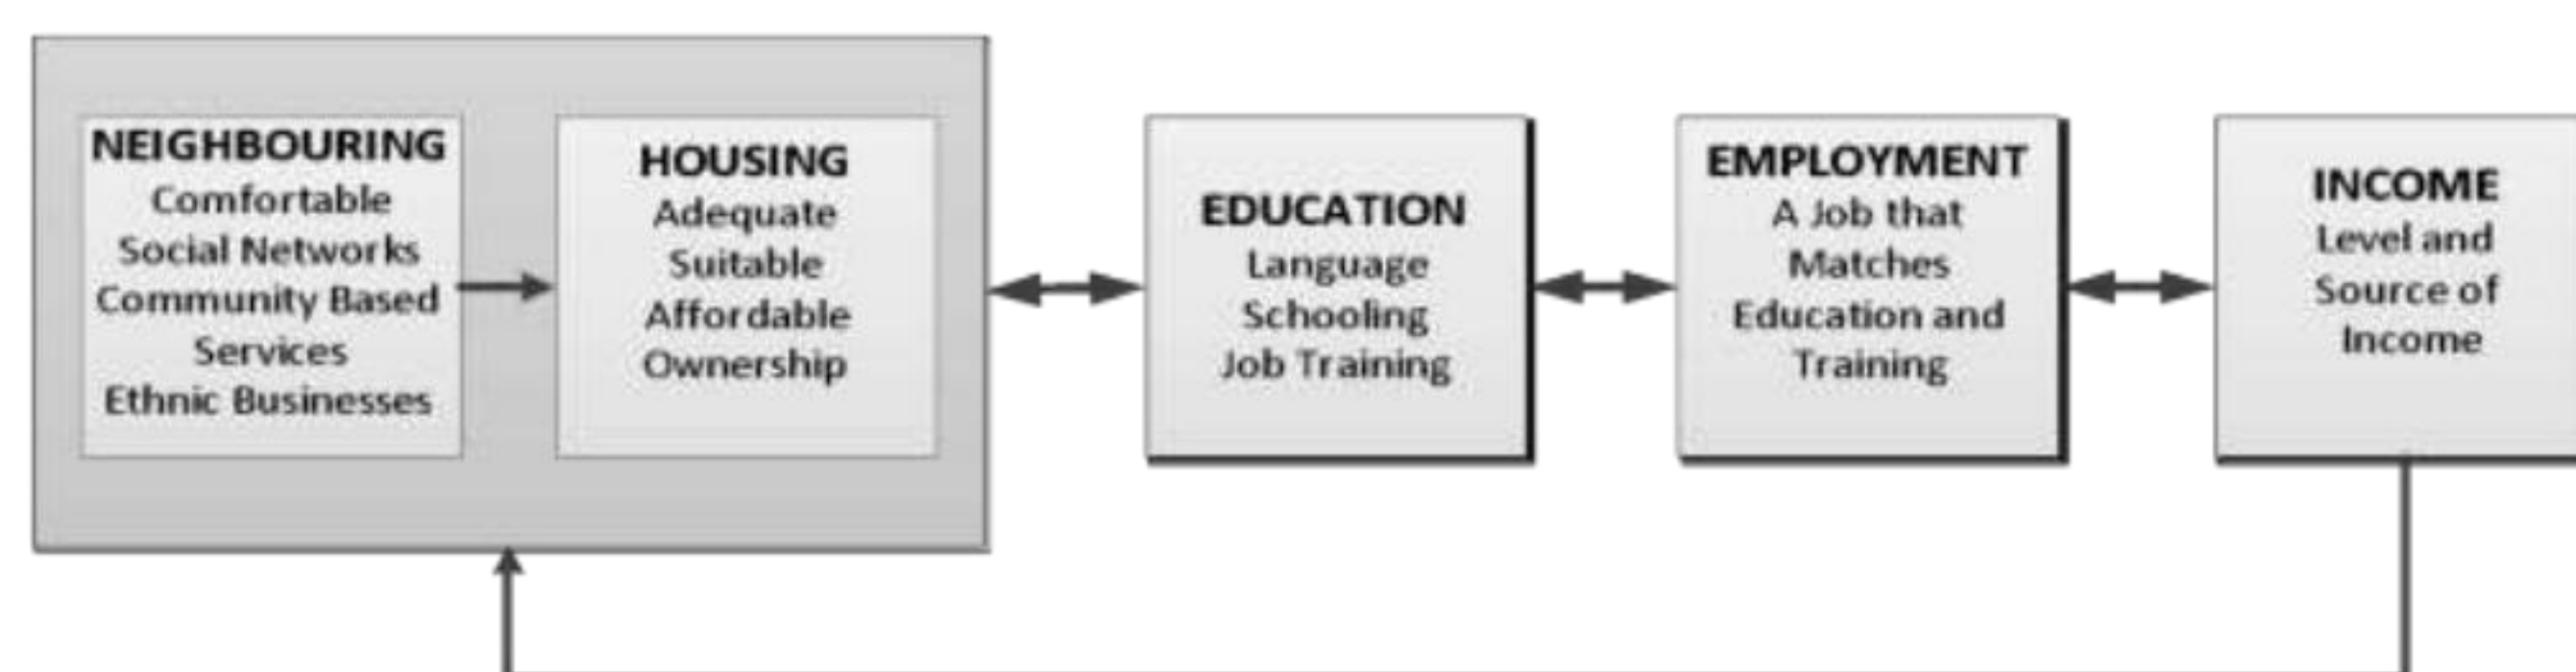 NEIGHBOURING
Comfortable
Social Networks
Community Based
Services
Ethnic Businesses
HOUSING
Adequate
Suitable
Affordable
Ownership
EDUCATION
Language
Schooling
Job Training
EMPLOYMENT
A Job that
Matches
Education and
Training
INCOME
Level and
Source of
Income